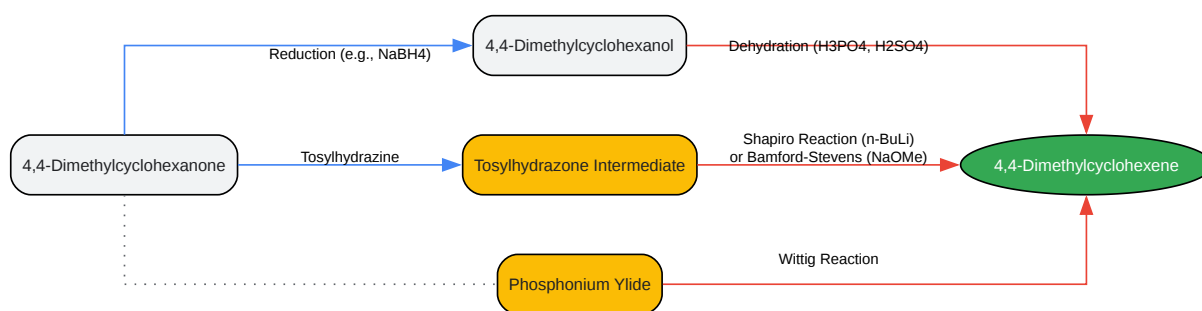 4,4-Dimethylcyclohexanol
Reduction (e.g., NaBH4)
Dehydration (H3PO4, H2SO4)
4,4-Dimethylcyclohexanone
Tosylhydrazine
Tosylhydrazone Intermediate
Shapiro Reaction (n-BuLi)
or Bamford-Stevens (NaOMe)
4,4-Dimethylcyclohexene
Phosphonium Ylide
Wittig Reaction